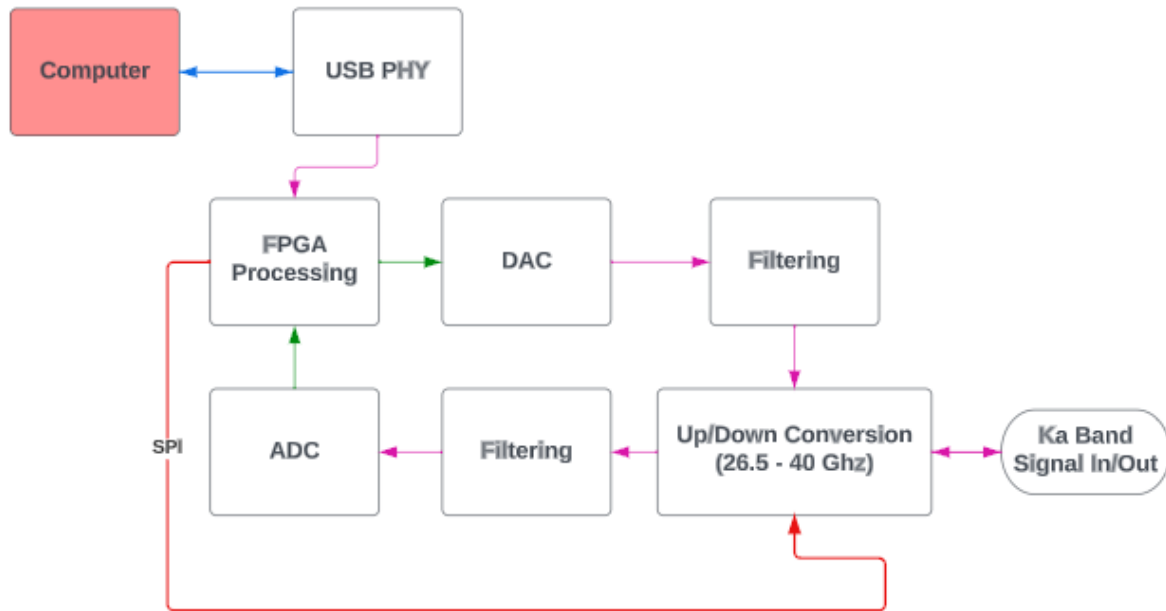 Computer
USB PHY
FPGA
Processing
DAC
Filtering
SPI
ADC
Filtering
Up/Down Conversion
(26.5 - 40 Ghz)
Ka Band
Signal In/Out